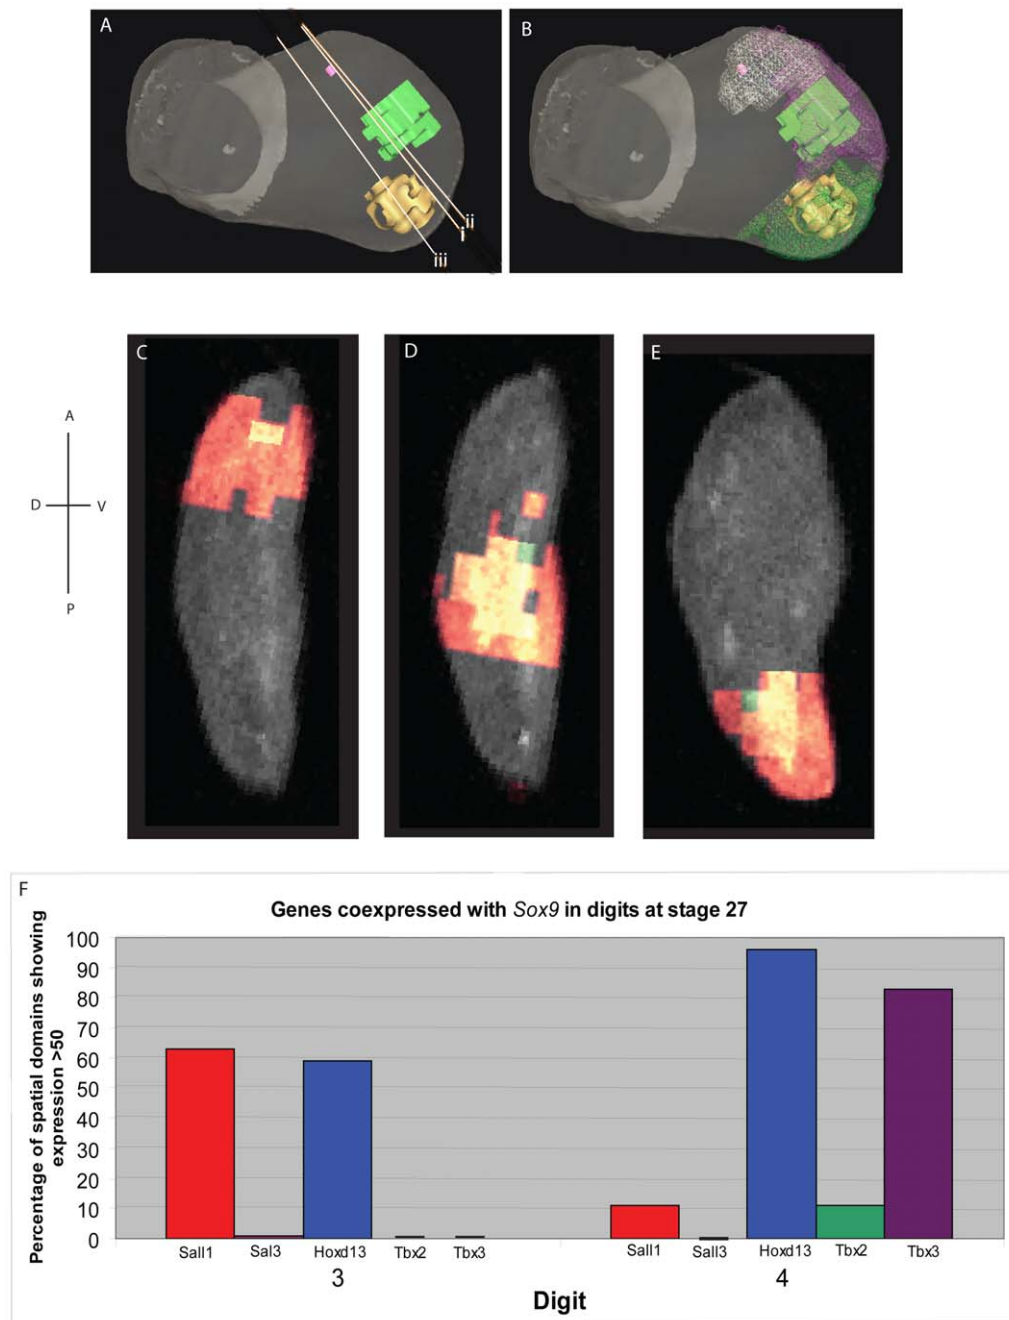 A
B
ii
i
iii
C
D
E
A
D
V
P
F
Genes coexpressed with Sox9 in digits at stage 27
Percentage of spatial domains showing
expression >50
100
90
80
70
60
50
40
30
20
10
0
Sall1 Sal3 Hoxd13 Tbx2 Tbx3 Sall1 Sall3 Hoxd13 Tbx2 Tbx3
3 4
Digit